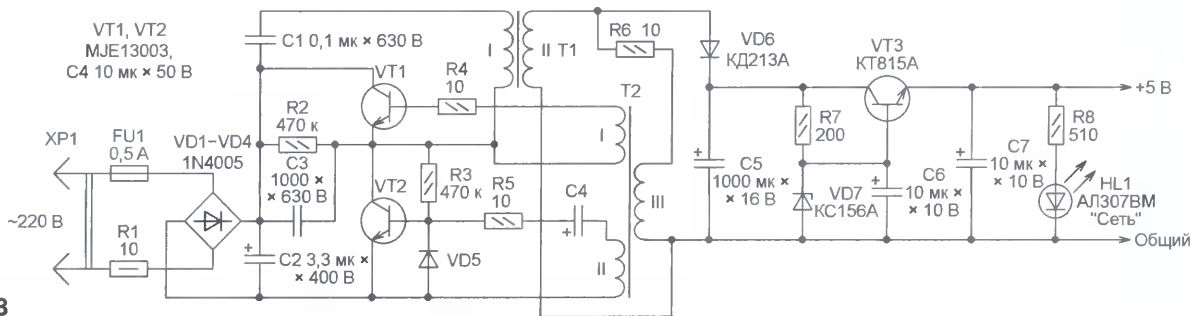 VT1, VT2
MJE13003,
C4 10 мк × 50 В
C1 0,1 мк × 630 В
I
II
T1
R6 10
VD6
КД213А
VT3
КТ815А
+5 В
VT1
R4
10
T2
I
R2
470 к
XP1
FU1
0,5 А
VD1–VD4
1N4005
C3
1000 ×
× 630 В
VT2
R3
470 к
R5
10
C4
+
III
II
+
C5
1000 мк ×
× 16 В
R7
200
VD7
КС156А
+
C6
10 мк ×
× 10 В
+
C7
10 мк ×
× 10 В
R8
510
HL1
АЛ307ВМ
"Сеть"
Общий
~220 В
R1
10
+
C2 3,3 мк ×
× 400 В
VD5
3